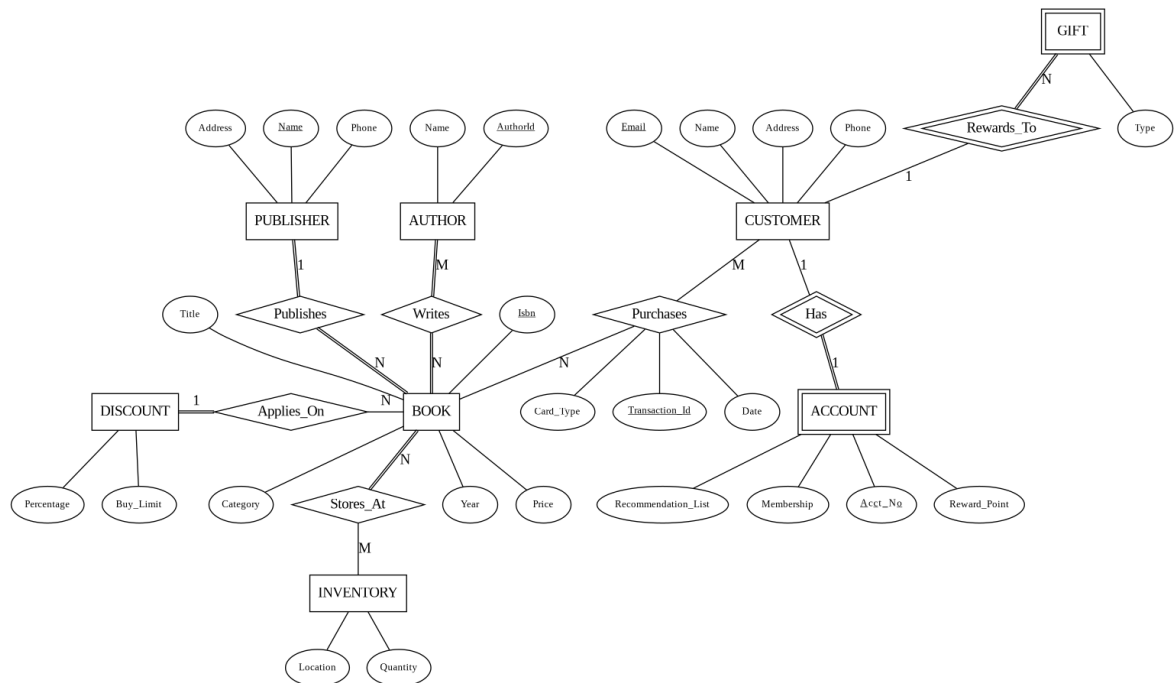 GIFT
N
Address
Name
Phone
Name
AuthorId
Email
Name
Address
Phone
Rewards_To
Type
1
PUBLISHER
AUTHOR
CUSTOMER
1
M
M
1
Title
Publishes
Writes
Isbn
Purchases
Has
N
N
N
1
DISCOUNT
1
Applies_On
N
BOOK
Card_Type
Transaction_Id
Date
ACCOUNT
N
Percentage
Buy_Limit
Category
Stores_At
Year
Price
Recommendation_List
Membership
Acct_No
Reward_Point
M
INVENTORY
Location
Quantity